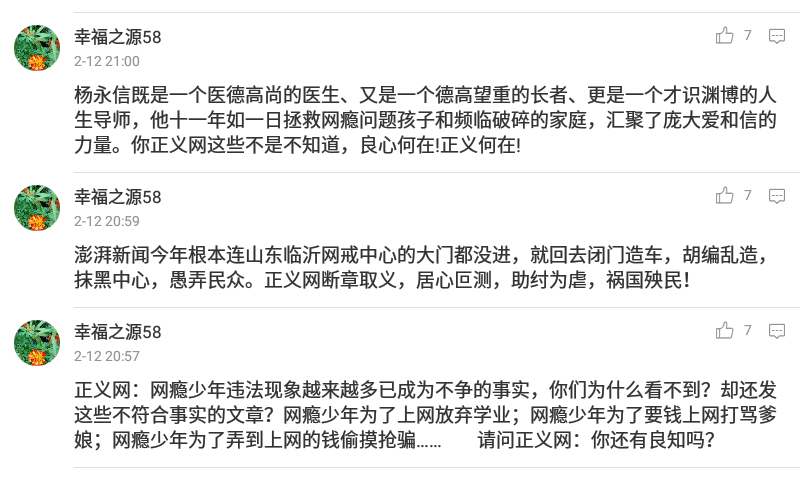 幸福之源58
7
2-12 21:00
杨永信既是一个医德高尚的医生、又是一个德高望重的长者、更是一个才识渊博的人
生导师，他十一年如一日拯救网瘾问题孩子和频临破碎的家庭，汇聚了庞大爱和信的
力量。你正义网这些不是不知道，良心何在!正义何在!
幸福之源58
7
2-12 20:59
澎湃新闻今年根本连山东临沂网戒中心的大门都没进，就回去闭门造车，胡编乱造，
抹黑中心，愚弄民众。正义网断章取义，居心叵测，助纣为虐，祸国殃民！
幸福之源58
7
2-12 20:57
正义网：网瘾少年违法现象越来越多已成为不争的事实，你们为什么看不到？却还发
这些不符合事实的文章？网瘾少年为了上网放弃学业；网瘾少年为了要钱上网打骂爹
娘；网瘾少年为了弄到上网的钱偷摸抢骗…… 请问正义网：你还有良知吗？